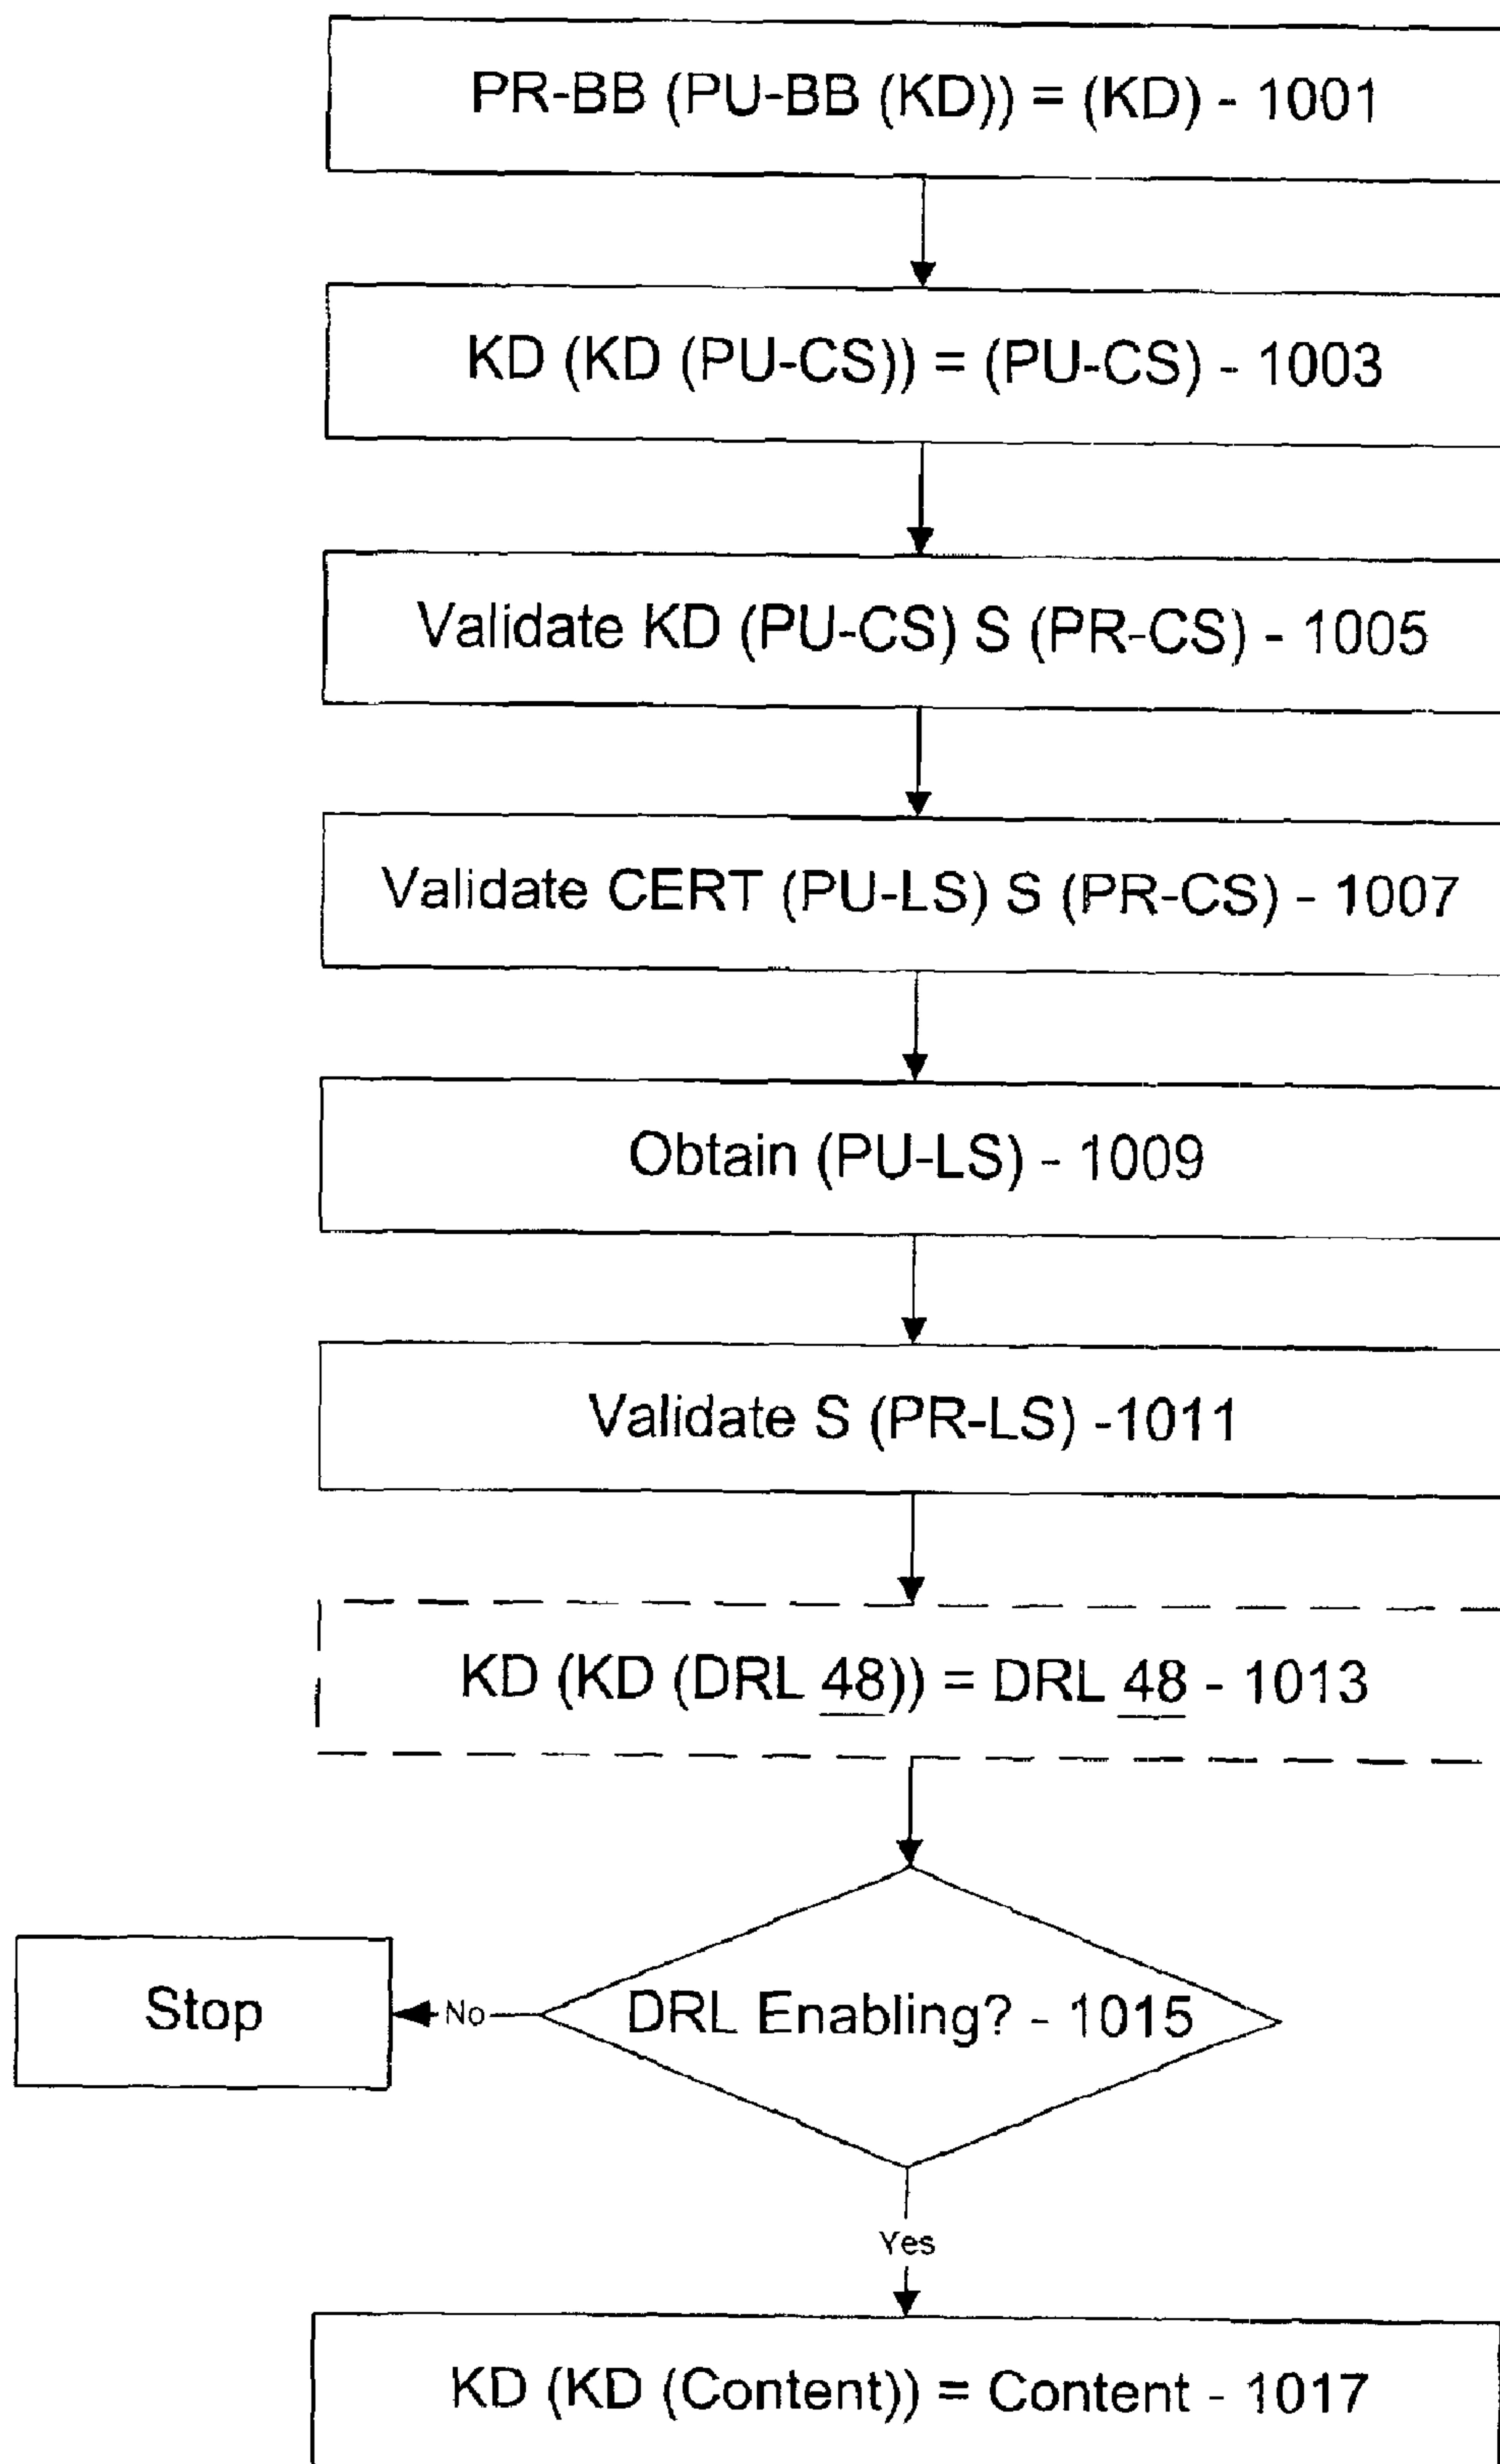 PR-BB (PU-BB (KD)) = (KD) - 1001
KD (KD (PU-CS)) = (PU-CS) - 1003
Validate KD (PU-CS) S (PR-CS) - 1005
Validate CERT (PU-LS) S (PR-CS) - 1007
Obtain (PU-LS) - 1009
Validate S (PR-LS) -1011
KD (KD (DRL 48)) = DRL 48 - 1013
DRL Enabling? - 1015
No
Stop
Yes
KD (KD (Content)) = Content - 1017